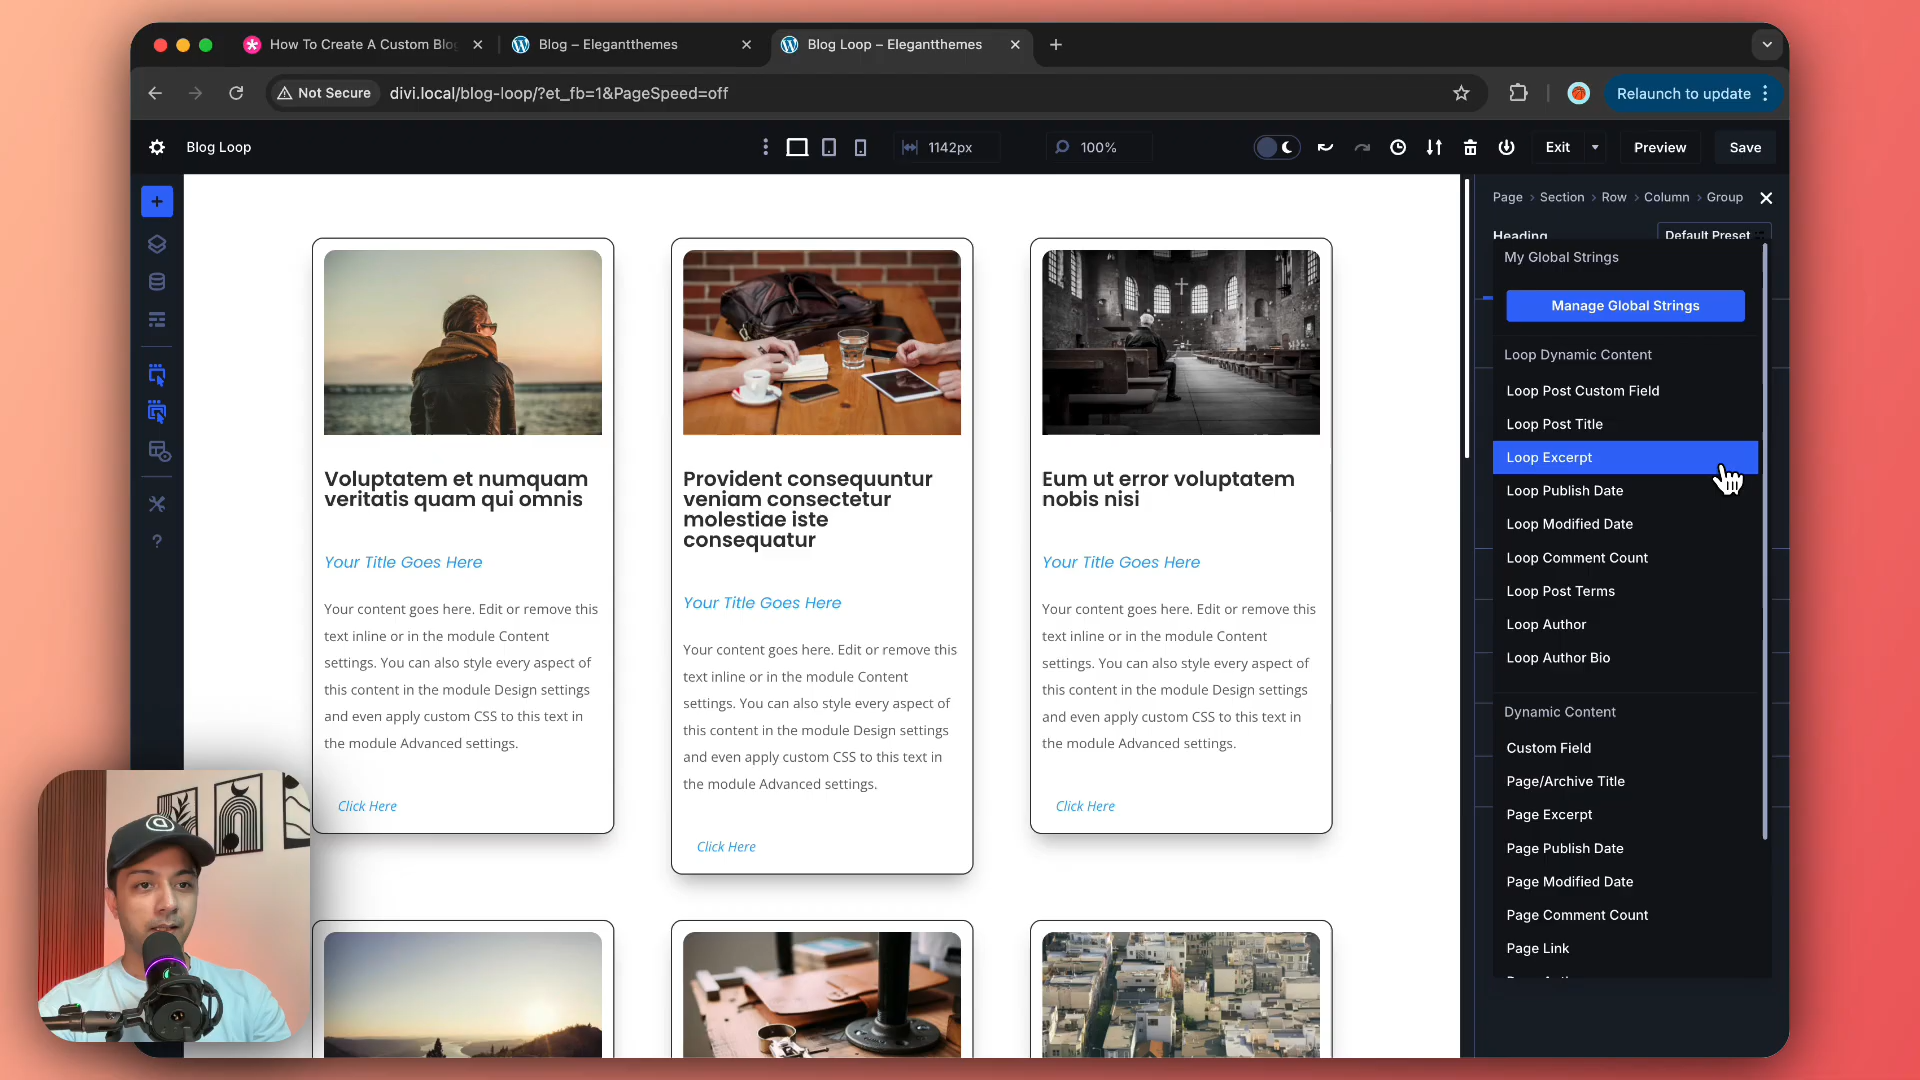 How To Create A Custom Blog
Blog – Elegantthemes
Blog Loop – Elegantthemes
Not Secure
divi.local/blog-loop/?et_fb=1&PageSpeed=off
Relaunch to update
Blog Loop
1142px
100%
Exit
Preview
Save
Page
Section
Row
Column
Group
Heading
Default Preset
My Global Strings
Manage Global Strings
Loop Dynamic Content
Loop Post Custom Field
Loop Post Title
Loop Excerpt
Loop Publish Date
Loop Modified Date
Loop Comment Count
Loop Post Terms
Loop Author
Loop Author Bio
Dynamic Content
Custom Field
Page/Archive Title
Page Excerpt
Page Publish Date
Page Modified Date
Page Comment Count
Page Link
Voluptatem et numquam
veritatis quam qui omnis
Your Title Goes Here
Your content goes here. Edit or remove this
text inline or in the module Content
settings. You can also style every aspect of
this content in the module Design settings
and even apply custom CSS to this text in
the module Advanced settings.
Click Here
Provident consequuntur
veniam consectetur
molestiae iste
consequatur
Your Title Goes Here
Your content goes here. Edit or remove this
text inline or in the module Content
settings. You can also style every aspect of
this content in the module Design settings
and even apply custom CSS to this text in
the module Advanced settings.
Click Here
Eum ut error voluptatem
nobis nisi
Your Title Goes Here
Your content goes here. Edit or remove this
text inline or in the module Content
settings. You can also style every aspect of
this content in the module Design settings
and even apply custom CSS to this text in
the module Advanced settings.
Click Here